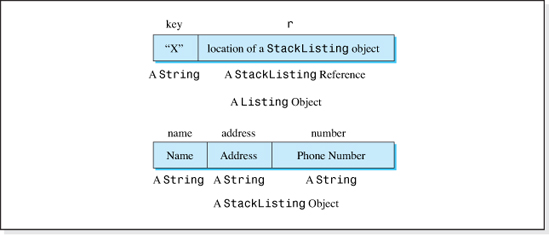 key r
“X” location of a StackListing object
A String A StackListing Reference
A Listing Object
name address number
Name Address Phone Number
A String A String A String
A StackListing Object